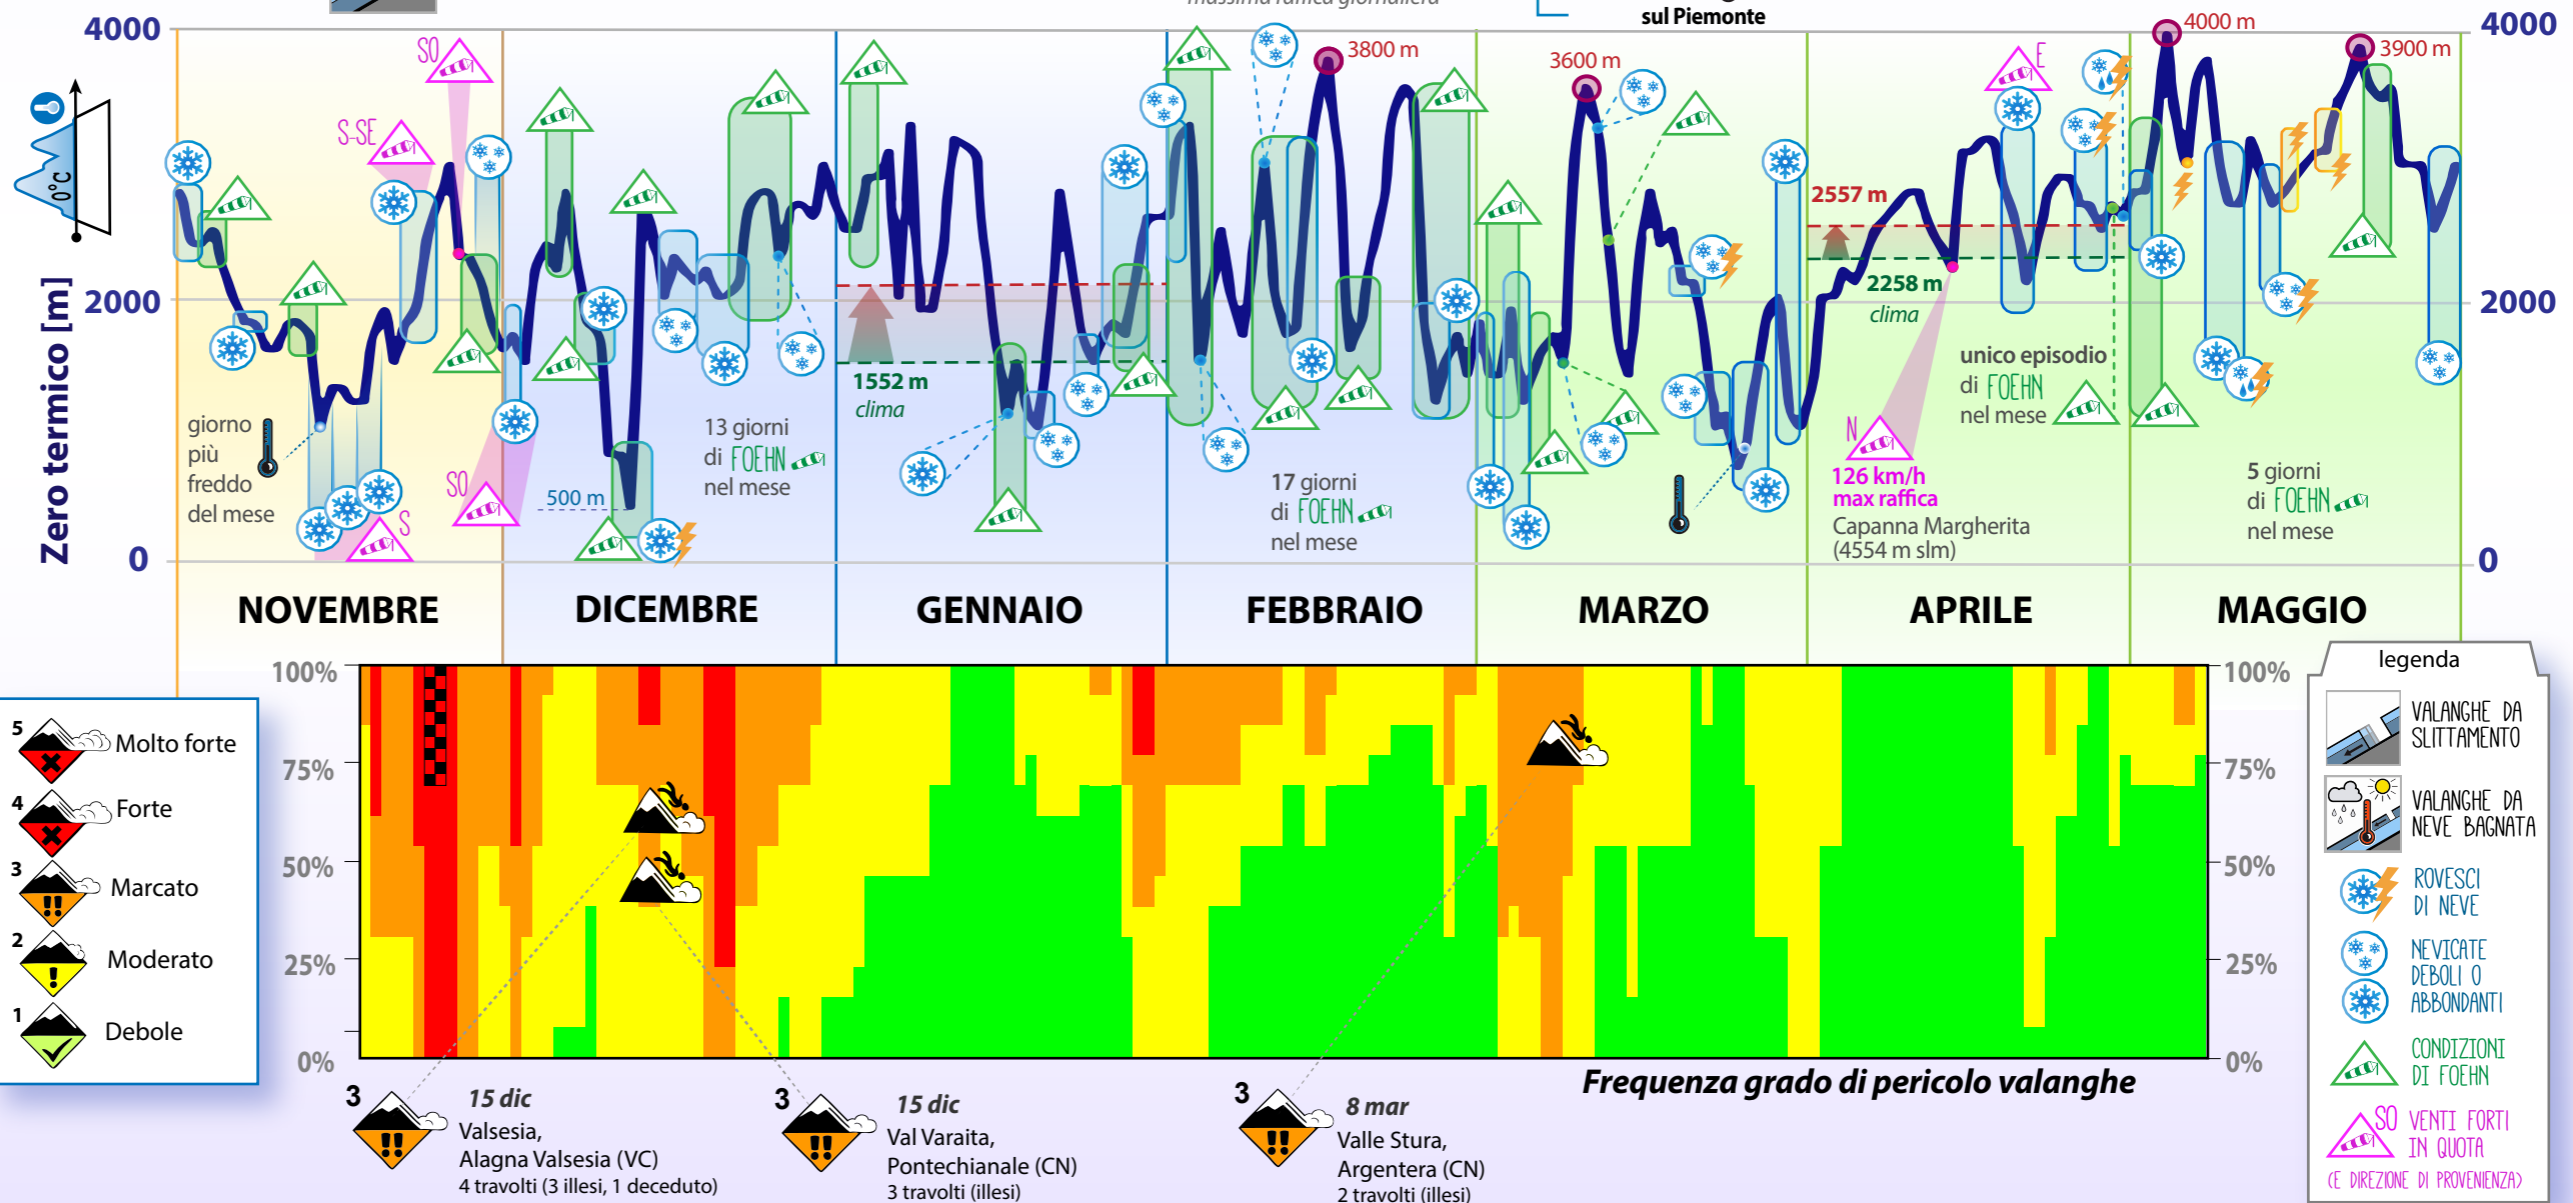 massima raffica giornaliera
sul Piemonte
4000
2000
0
Zero termico [m]
0°C
4000
2000
0
SO
S-SE
S
SO
giorno
più
freddo
del mese
500 m
13 giorni
di FOEHN
nel mese
1552 m
clima
3800 m
17 giorni
di FOEHN
nel mese
3600 m
2557 m
2258 m
clima
E
N
126 km/h
max raffica
Capanna Margherita
(4554 m slm)
unico episodio
di FOEHN
nel mese
4000 m
3900 m
5 giorni
di FOEHN
nel mese
NOVEMBRE
DICEMBRE
GENNAIO
FEBBRAIO
MARZO
APRILE
MAGGIO
5 Molto forte
4 Forte
3 Marcato
2 Moderato
1 Debole
100%
75%
50%
25%
0%
100%
75%
50%
25%
0%
Frequenza grado di pericolo valanghe
3
15 dic
Valsesia,
Alagna Valsesia (VC)
4 travolti (3 illesi, 1 deceduto)
3
15 dic
Val Varaita,
Pontechianale (CN)
3 travolti (illesi)
3
8 mar
Valle Stura,
Argentera (CN)
2 travolti (illesi)
legenda
VALANGHE DA
SLITTAMENTO
VALANGHE DA
NEVE BAGNATA
ROVESCI
DI NEVE
NEVICATE
DEBOLI O
ABBONDANTI
CONDIZIONI
DI FOEHN
SO VENTI FORTI
IN QUOTA
(E DIREZIONE DI PROVENIENZA)